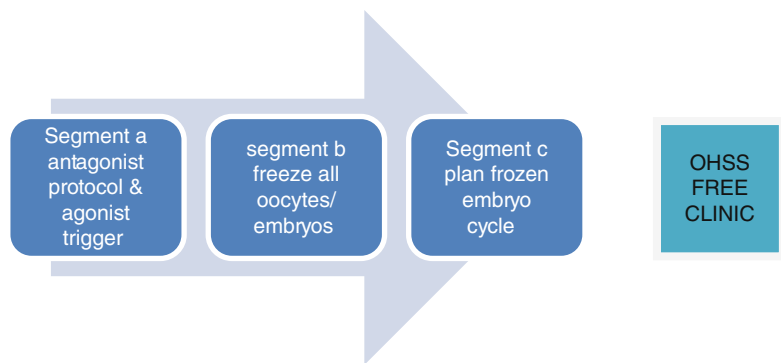 Segment a
antagonist
protocol &
agonist
trigger
segment b
freeze all
oocytes/
embryos
Segment c
plan frozen
embryo
cycle
OHSS
FREE
CLINIC